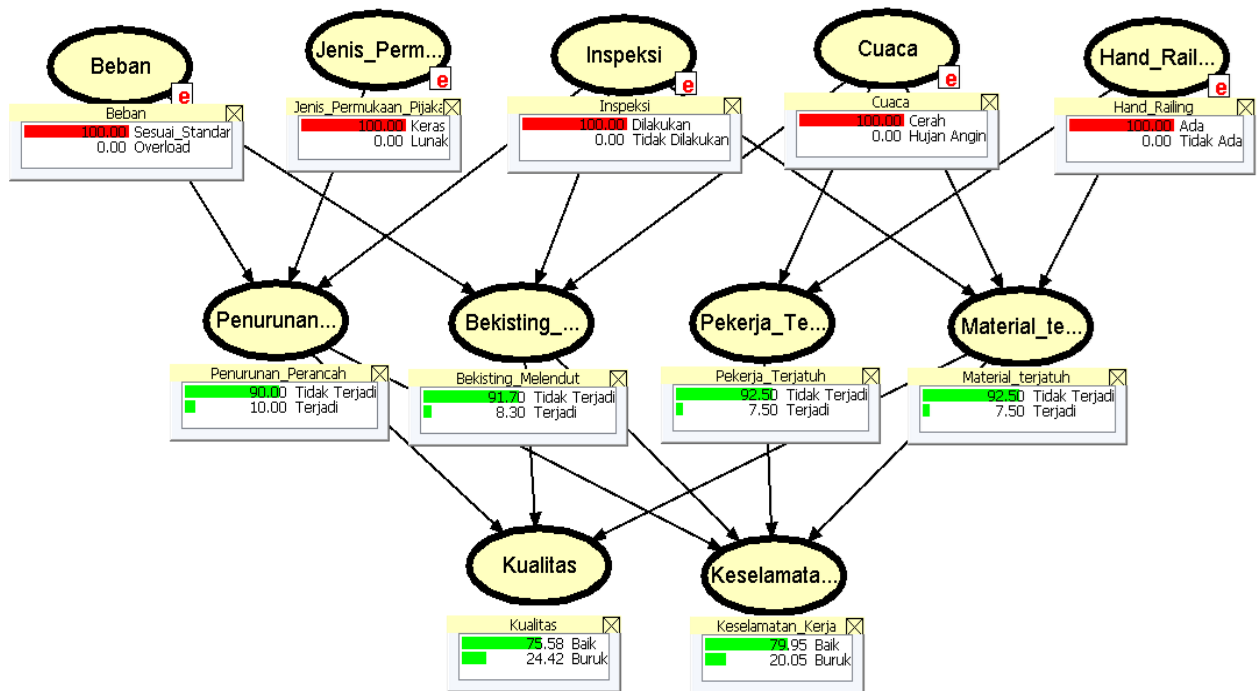 Beban
Jenis_Perm...
Inspeksi
Cuaca
Hand_Rail...
e
e
e
e
e
Beban
100.00 Sesuai_Standar
0.00 Overload
Jenis_Permukaan_Pijaka
100.00 Keras
0.00 Lunak
Inspeksi
100.00 Dilakukan
0.00 Tidak Dilakukan
Cuaca
100.00 Cerah
0.00 Hujan Angin
Hand_Railing
100.00 Ada
0.00 Tidak Ada
Penurunan...
Bekisting_...
Pekerja_Te...
Material_te...
Penurunan_Perancah
90.00 Tidak Terjadi
10.00 Terjadi
Bekisting_Melendut
91.70 Tidak Terjadi
8.30 Terjadi
Pekerja_Terjatuh
92.50 Tidak Terjadi
7.50 Terjadi
Material_terjatuh
92.50 Tidak Terjadi
7.50 Terjadi
Kualitas
Keselamata...
Kualitas
75.58 Baik
24.42 Buruk
Keselamatan_Kerja
79.95 Baik
20.05 Buruk